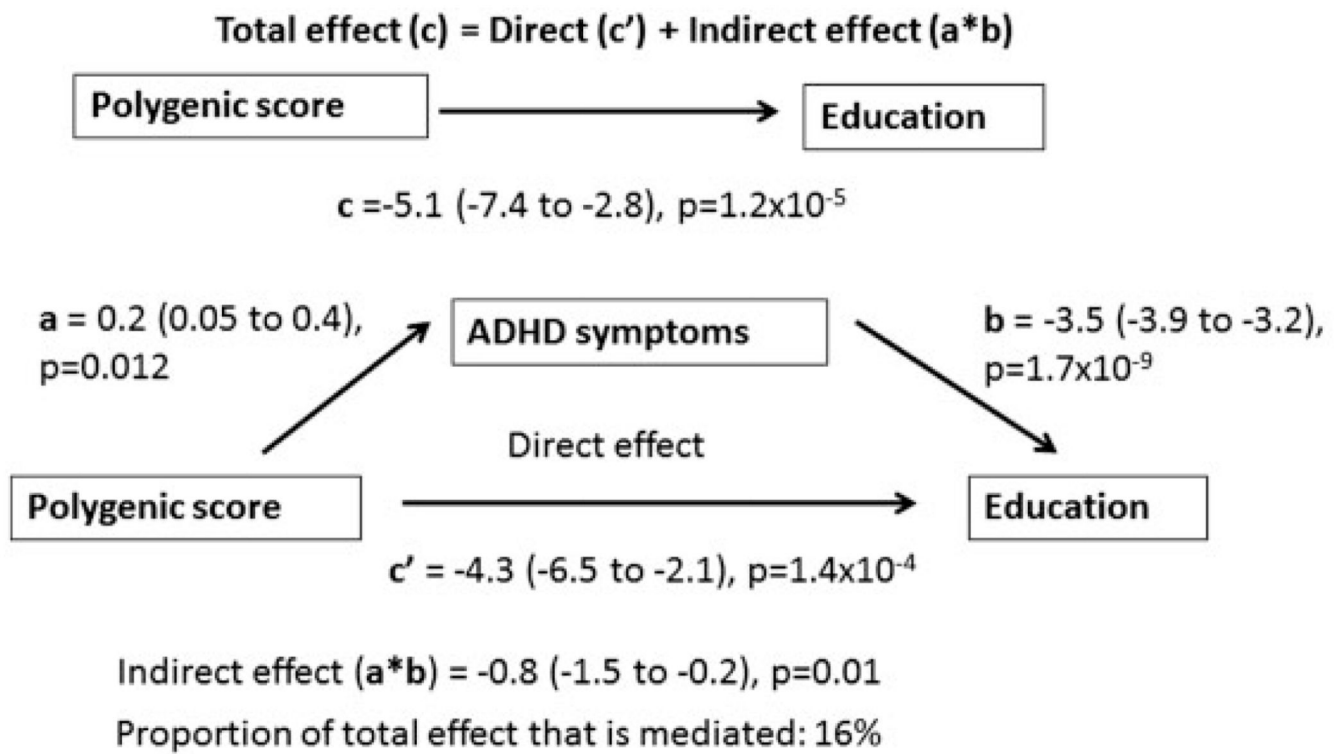 Total effect (c) = Direct (c’) + Indirect effect (a*b)
Polygenic score
Education
c =-5.1 (-7.4 to -2.8), p=1.2x10⁻⁵
a = 0.2 (0.05 to 0.4),
p=0.012
ADHD symptoms
b = -3.5 (-3.9 to -3.2),
p=1.7x10⁻⁹
Direct effect
Polygenic score
Education
c’ = -4.3 (-6.5 to -2.1), p=1.4x10⁻⁴
Indirect effect (a*b) = -0.8 (-1.5 to -0.2), p=0.01
Proportion of total effect that is mediated: 16%